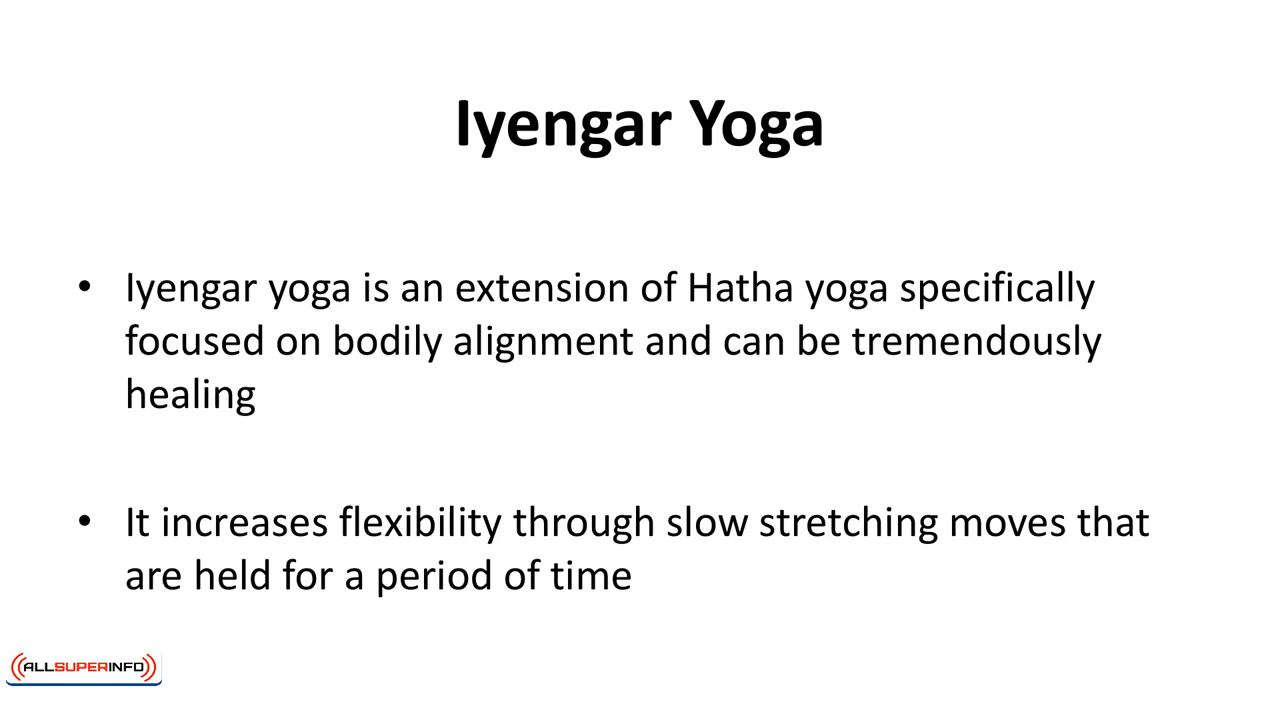 Iyengar Yoga
• Iyengar yoga is an extension of Hatha yoga specifically
focused on bodily alignment and can be tremendously
healing
• It increases flexibility through slow stretching moves that
are held for a period of time
ALLSUPERINFO